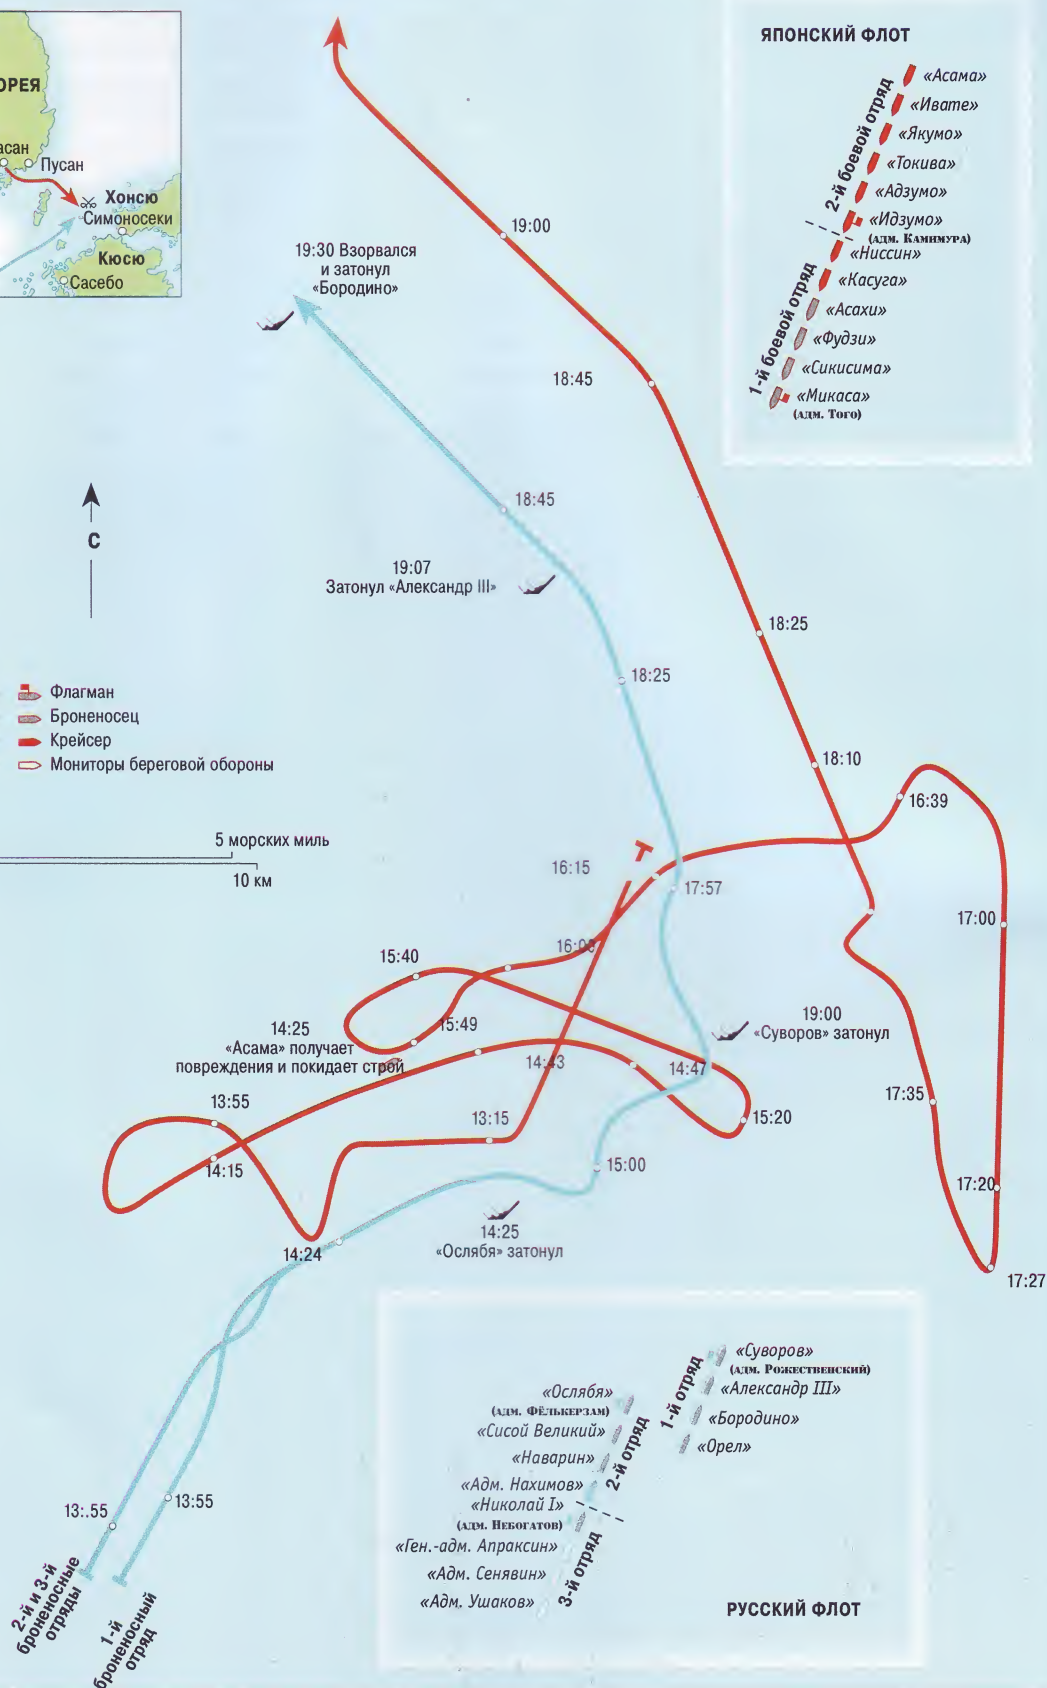 ЯПОНСКИЙ ФЛОТ
2-й боевой отряд
«Асама»
«Ивате»
«Якумо»
«Токива»
«Адзумо»
«Идзумо»
(адм. Камимура)
1-й боевой отряд
«Ниссин»
«Касуга»
«Асахи»
«Фудзи»
«Сикисима»
«Микаса»
(адм. Того)
ОРЕЯ
асан
Пусан
Хонсю
Симоносеки
Кюсю
Сасебо
19:00
19:30 Взорвался
и затонул
«Бородино»
18:45
18:45
С
19:07
Затонул «Александр III»
18:25
18:25
Флагман
Броненосец
Крейсер
Мониторы береговой обороны
18:10
16:39
5 морских миль
10 км
16:15
17:57
17:00
15:40
19:00
«Суворов» затонул
15:49
14:25
«Асама» получает
повреждения и покидает строй
14:43
14:47
17:35
13:55
13:15
15:20
14:15
15:00
17:20
14:25
«Ослябя» затонул
14:24
17:27
13:.55
13:55
2-й и 3-й
броненосные
отряды
1-й
броненосный
отряд
1-й отряд
«Суворов»
(адм. Рожественский)
«Александр III»
«Бородино»
«Орел»
2-й отряд
«Ослябя»
(адм. Фёлькерзам)
«Сисой Великий»
«Наварин»
«Адм. Нахимов»
3-й отряд
«Николай I»
(адм. Небогатов)
«Ген.-адм. Апраксин»
«Адм. Сенявин»
«Адм. Ушаков»
РУССКИЙ ФЛОТ